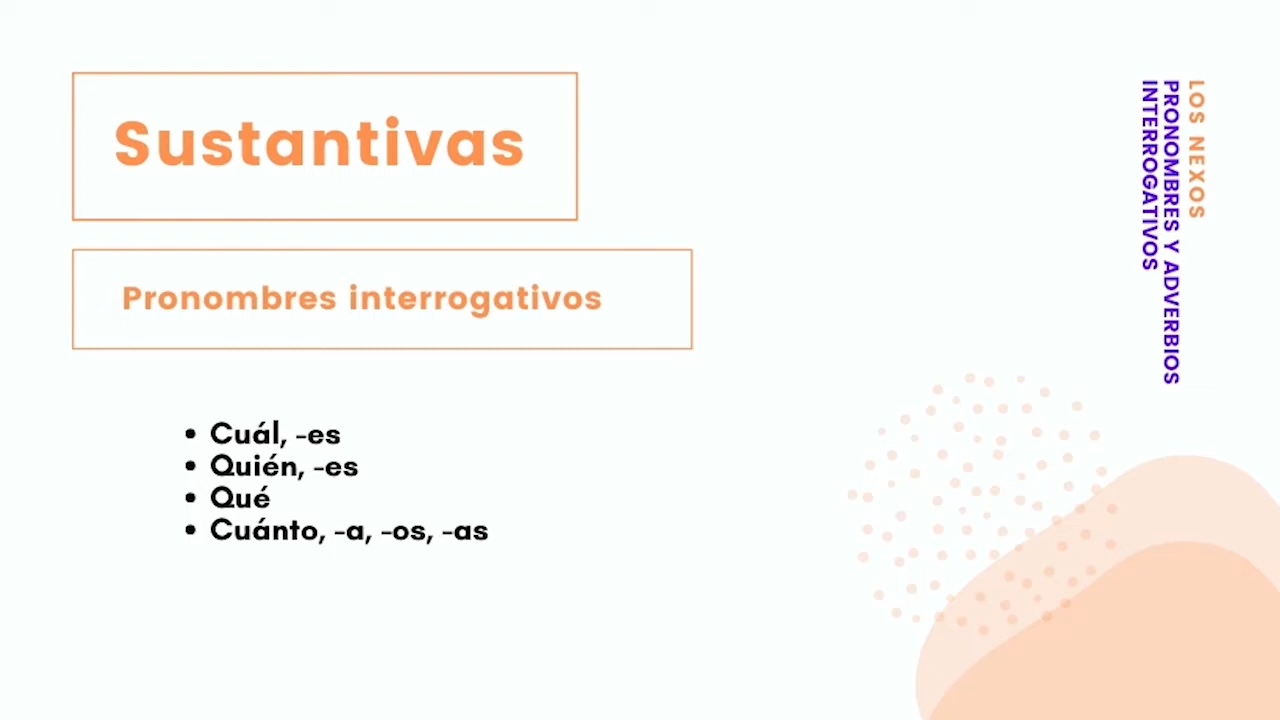 Sustantivas
Pronombres interrogativos
Cuál, -es
Quién, -es
Qué
Cuánto, -a, -os, -as
LOS NEXOS
PRONOMBRES Y ADVERBIOS
INTERROGATIVOS